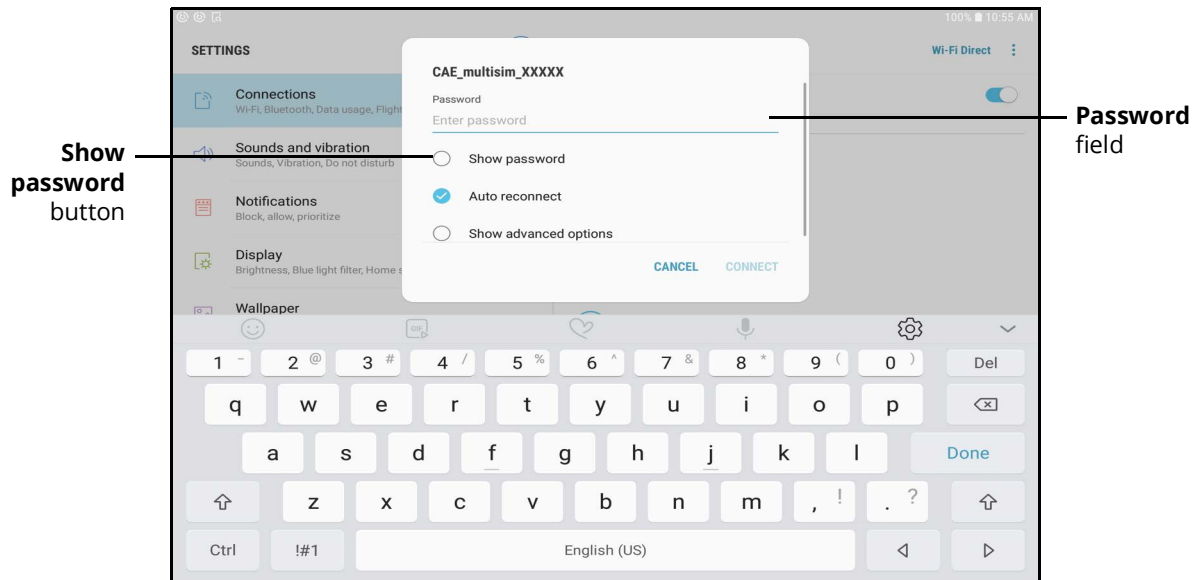 100% 10:55 AM
SETTINGS
Wi-Fi Direct
Connections
Wi-Fi, Bluetooth, Data usage, Flight
Sounds and vibration
Sounds, Vibration, Do not disturb
Notifications
Block, allow, prioritize
Display
Brightness, Blue light filter, Home s
Wallpaper
CAE_multisim_XXXXX
Password
Enter password
Show password
Auto reconnect
Show advanced options
CANCEL CONNECT
Show
password
button
Password
field
GIF
1 - 2 @ 3 # 4 / 5 % 6 ^ 7 & 8 * 9 ( 0 ) Del
q w e r t y u i o p
a s d f g h j k l Done
z x c v b n m , ! . ?
Ctrl !#1 English (US)